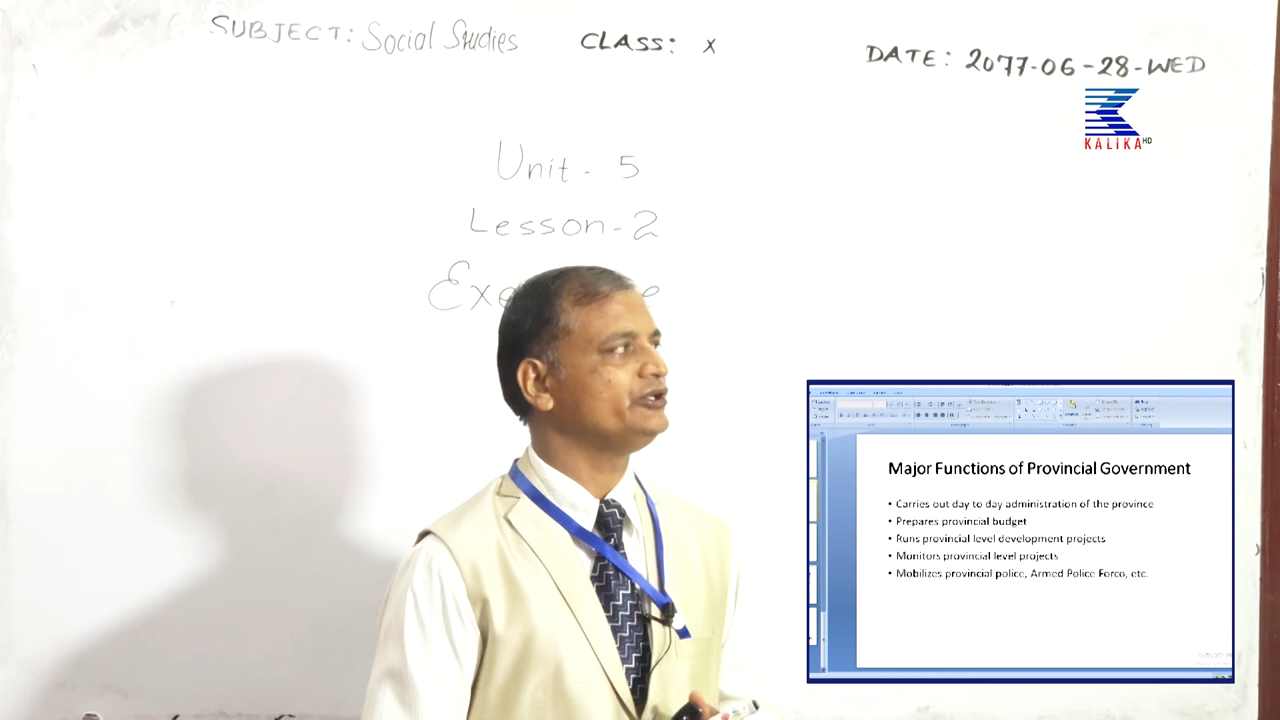 SUBJECT: Social Studies CLASS: X DATE: 2077-06-28-WED
KALIKA HD
Unit - 5
Lesson-2
Major Functions of Provincial Government
• Carries out day to day administration of the province
• Prepares provincial budget
• Runs provincial level development projects
• Monitors provincial level projects
• Mobilizes provincial police, Armed Police Force, etc.